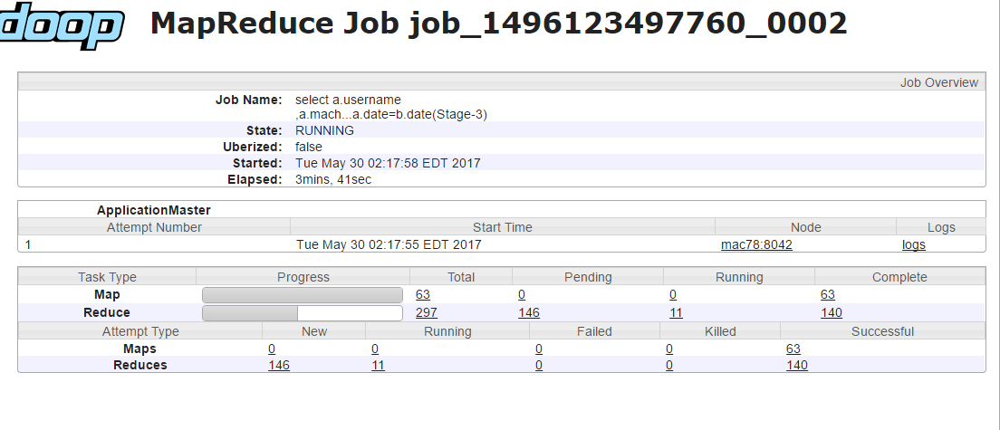 doop MapReduce Job job_1496123497760_0002
Job Overview
Job Name: select a.username
,a.mach...a.date=b.date(Stage-3)
State: RUNNING
Uberized: false
Started: Tue May 30 02:17:58 EDT 2017
Elapsed: 3mins, 41sec
ApplicationMaster
Attempt Number Start Time Node Logs
1 Tue May 30 02:17:55 EDT 2017 mac78:8042 logs
Task Type Progress Total Pending Running Complete
Map 63 0 0 63
Reduce 297 146 11 140
Attempt Type New Running Failed Killed Successful
Maps 0 0 0 0 63
Reduces 146 11 0 0 140